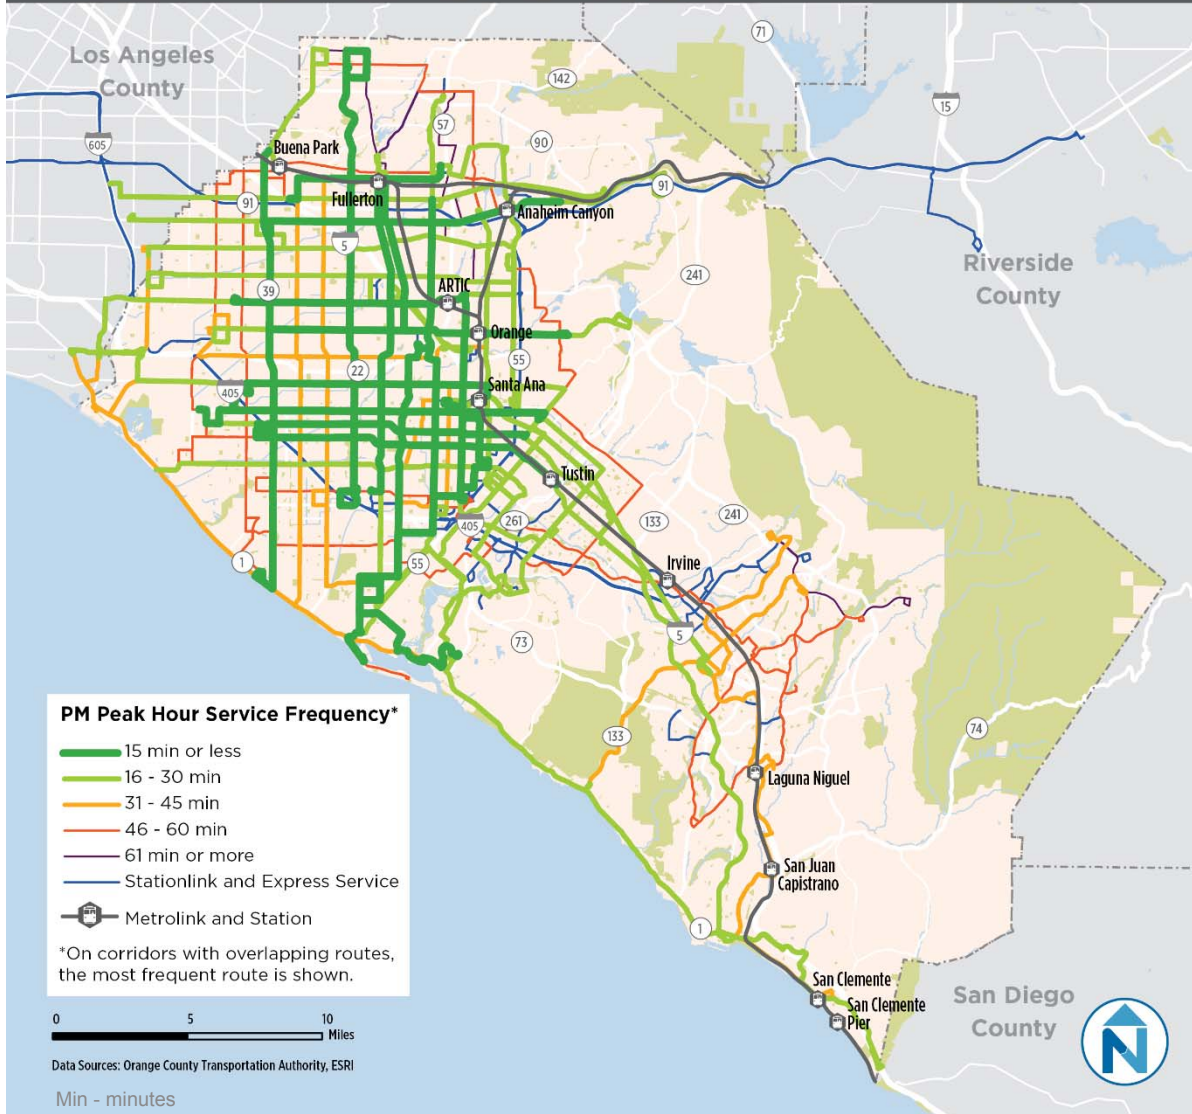 Los Angeles
County
71
142
15
605
57
Buena Park
90
Fullerton
91
91
Anaheim Canyon
5
241
Riverside
County
39
ARTIC
Orange
55
22
Santa Ana
405
Tustin
405
261
133
241
1
55
Irvine
73
5
133
74
Laguna Niguel
San Juan
Capistrano
1
San Clemente
San Clemente
Pier
San Diego
County
PM Peak Hour Service Frequency*
15 min or less
16 - 30 min
31 - 45 min
46 - 60 min
61 min or more
Stationlink and Express Service
Metrolink and Station
*On corridors with overlapping routes,
the most frequent route is shown.
0 5 10
Miles
Data Sources: Orange County Transportation Authority, ESRI
Min - minutes
N